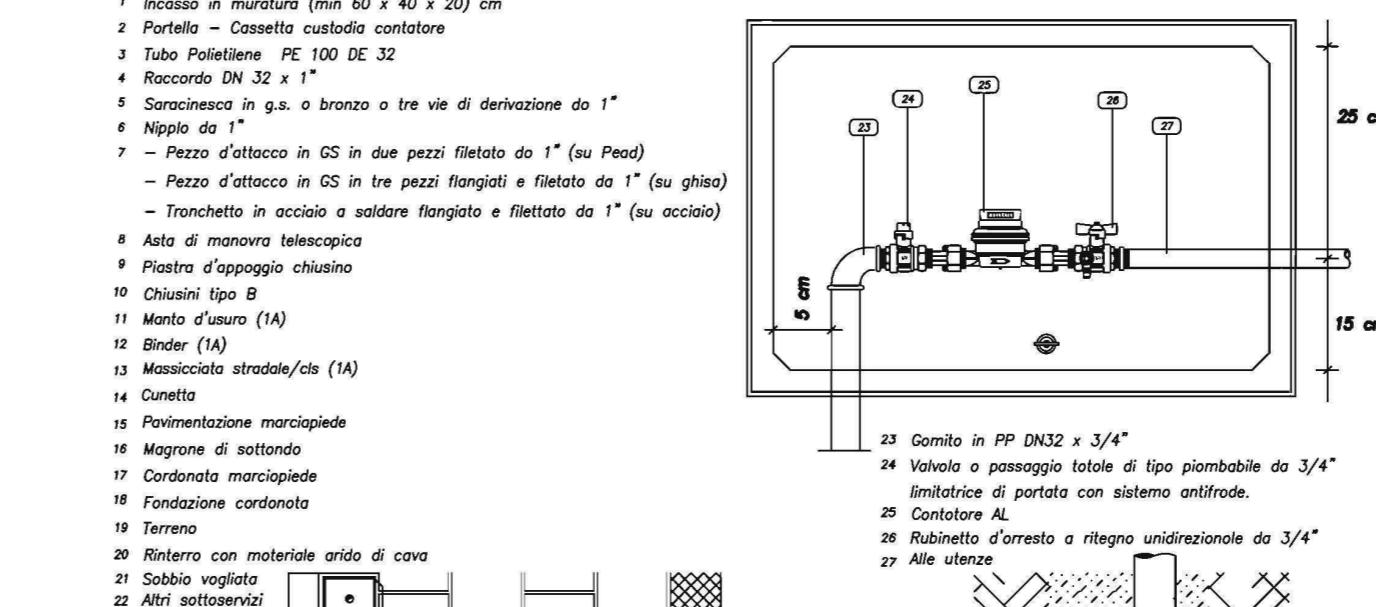 1 Incasso in muratura (min 60 x 40 x 20) cm
2 Portella – Cassetta custodia contatore
3 Tubo Polietilene PE 100 DE 32
4 Raccordo DN 32 x 1"
5 Saracinesca in g.s. o bronzo o tre vie di derivazione do 1"
6 Nipplo da 1"
7 – Pezzo d'attacco in GS in due pezzi filetato do 1" (su Pead)
– Pezzo d'attacco in GS in tre pezzi flangiati e filetato da 1" (su ghisa)
– Tronchetto in acciaio a saldare flangiato e filettato da 1" (su acciaio)
8 Asta di manovra telescopica
9 Piastra d'appoggio chiusino
10 Chiusini tipo B
11 Manto d'usuro (1A)
12 Binder (1A)
13 Massicciata stradale/cls (1A)
14 Cunetta
15 Pavimentazione marciapiede
16 Magrone di sottondo
17 Cordonata marciopiede
18 Fondazione cordonota
19 Terreno
20 Rinterro con moteriale arido di cava
21 Sobbio vogliata
22 Altri sottoservizi
23
24
25
26
27
25 c
5 cm
15 c
23 Gomito in PP DN32 x 3/4"
24 Valvola o passaggio totole di tipo piombabile da 3/4"
limitatrice di portata con sistemo antifrode.
25 Contotore AL
26 Rubinetto d'orresto a ritegno unidirezionole da 3/4"
27 Alle utenze